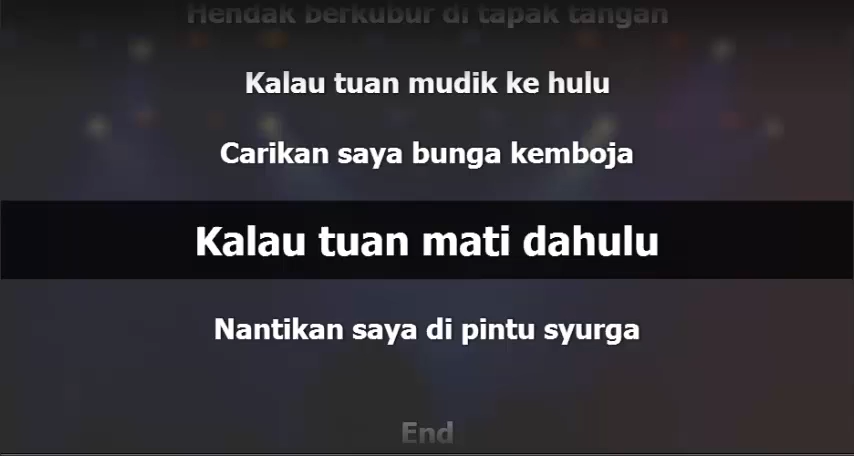 Hendak berkubur di tapak tangan
Kalau tuan mudik ke hulu
Carikan saya bunga kemboja
Kalau tuan mati dahulu
Nantikan saya di pintu syurga
End